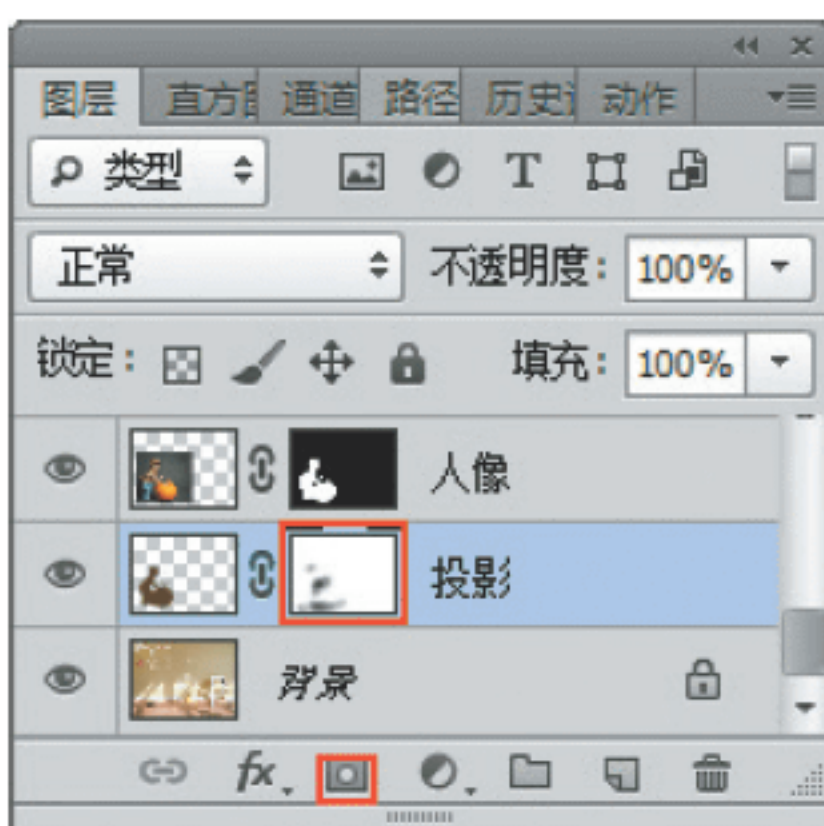 图层 直方图 通道 路径 历史 动作
类型 T
正常 不透明度: 100%
锁定: 填充: 100%
人像
投影
背景
fx